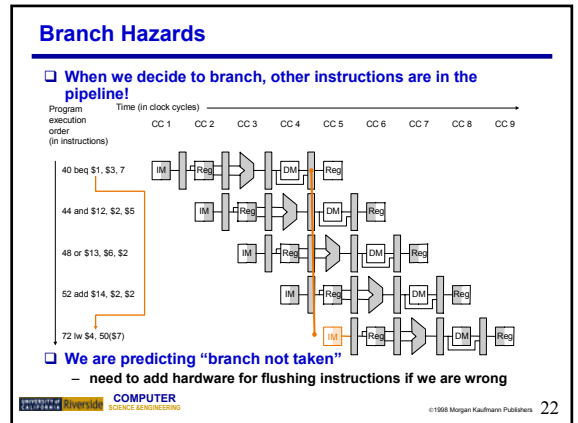 Branch Hazards
❑ When we decide to branch, other instructions are in the
pipeline!
Program
execution
order
(in instructions)
Time (in clock cycles)
CC 1 CC 2 CC 3 CC 4 CC 5 CC 6 CC 7 CC 8 CC 9
40 beq $1, $3, 7
IM Reg DM Reg
44 and $12, $2, $5
IM Reg DM Reg
48 or $13, $6, $2
IM Reg DM Reg
52 add $14, $2, $2
IM Reg DM Reg
72 lw $4, 50($7)
IM Reg DM Reg
❑ We are predicting “branch not taken”
– need to add hardware for flushing instructions if we are wrong
UNIVERSITY OF
CALIFORNIA Riverside
COMPUTER
SCIENCE &ENGINEERING
©1998 Morgan Kaufmann Publishers 22